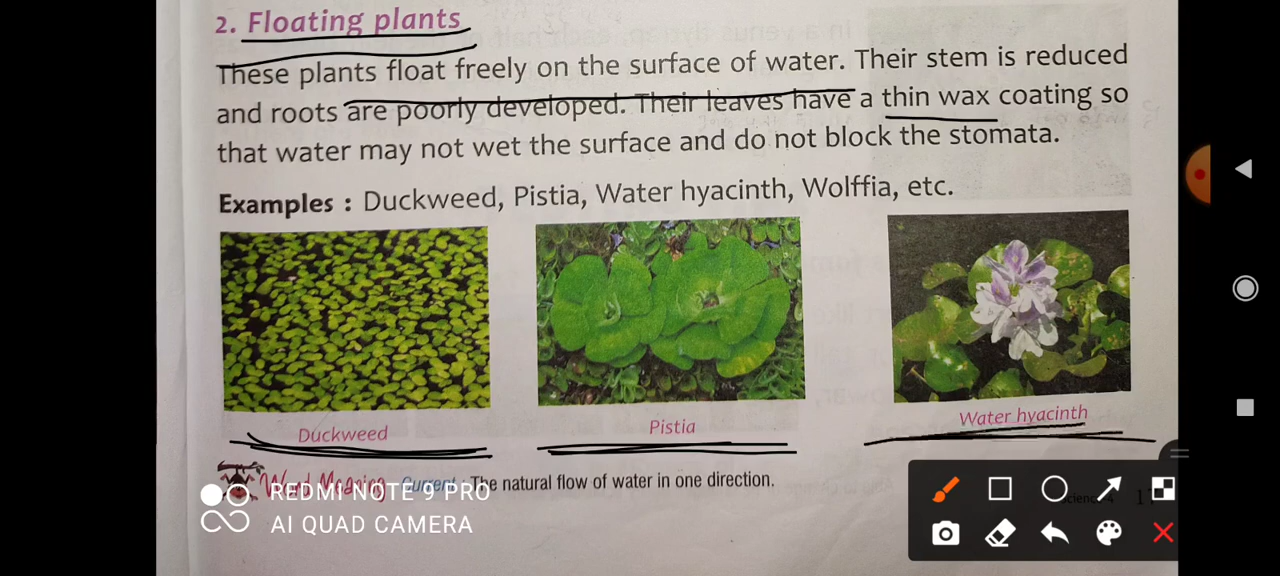 2. Floating plants
These plants float freely on the surface of water. Their stem is reduced
and roots are poorly developed. Their leaves have a thin wax coating so
that water may not wet the surface and do not block the stomata.
Examples : Duckweed, Pistia, Water hyacinth, Wolffia, etc.
Duckweed
Pistia
Water hyacinth
Word Meaning Current The natural flow of water in one direction.
REDMI NOTE 9 PRO
AI QUAD CAMERA